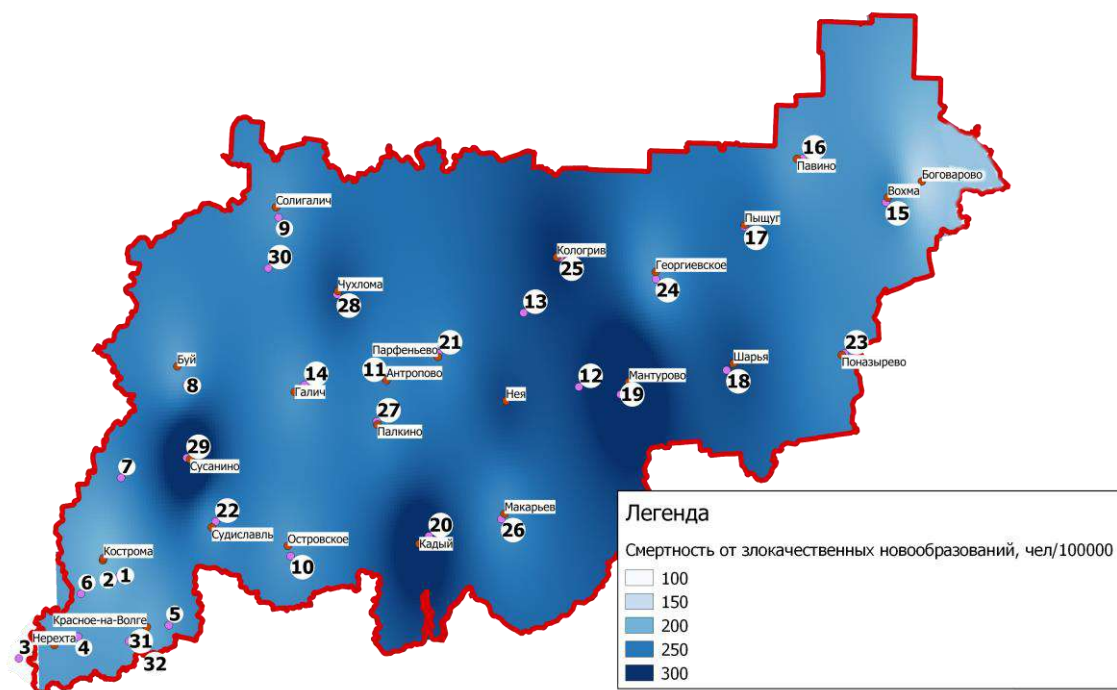 16
Павино
Боговарово
Вохма
15
Солигалич
9
Пыщуг
17
30
Кологрив
25
Георгиевское
24
Чухлома
28
13
21
Парфеньево
23
Поназырево
Буй
8
11
Антропово
14
Галич
Шарья
18
12
Мантурово
19
Нея
27
Палкино
29
Сусанино
7
22
Судиславль
20
Кадый
Макарьев
26
Островское
10
Кострома
6
2
1
Красное-на-Волге
5
3
Нерехта
4
31
32
Легенда
Смертность от злокачественных новообразований, чел/100000
100
150
200
250
300